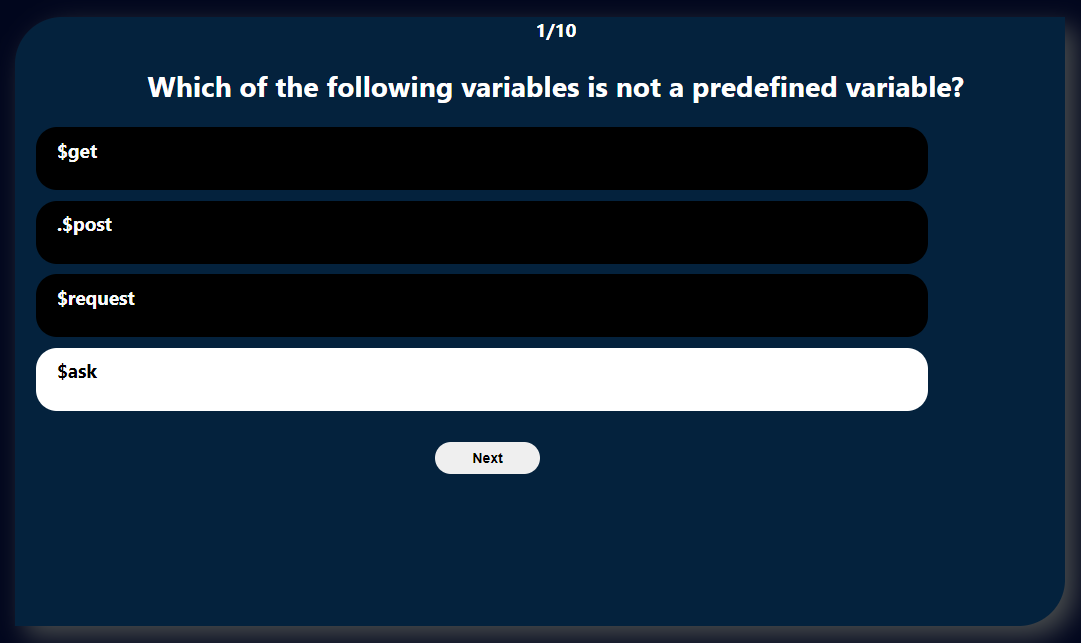 1/10
Which of the following variables is not a predefined variable?
$get
.$post
$request
$ask
Next